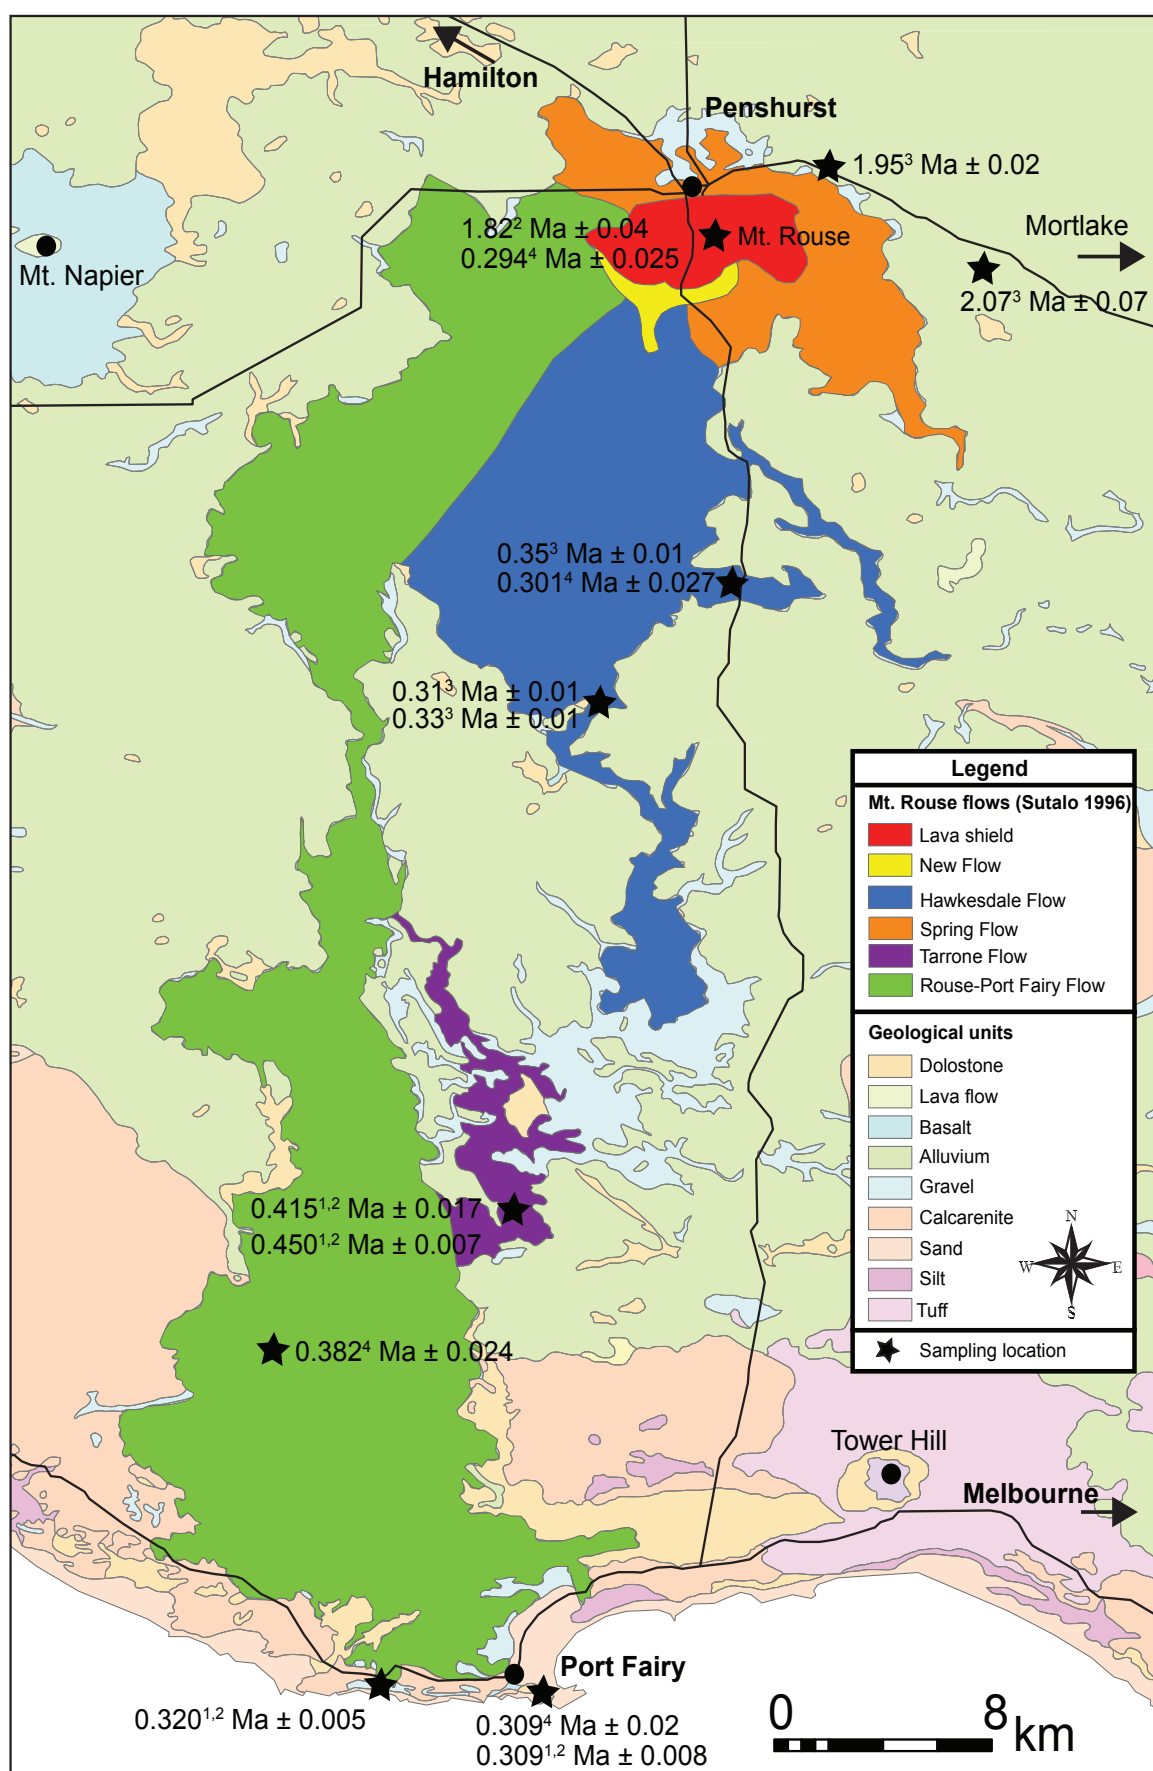 Hamilton
Penshurst
1.95³ Ma ± 0.02
1.82² Ma ± 0.04
0.294⁴ Ma ± 0.025
Mt. Rouse
Mortlake
Mt. Napier
2.07³ Ma ± 0.07
0.35³ Ma ± 0.01
0.301⁴ Ma ± 0.027
0.31³ Ma ± 0.01
0.33³ Ma ± 0.01
Legend
Mt. Rouse flows (Sutalo 1996)
Lava shield
New Flow
Hawkesdale Flow
Spring Flow
Tarrone Flow
Rouse-Port Fairy Flow
Geological units
Dolostone
Lava flow
Basalt
Alluvium
Gravel
Calcarenite
Sand
Silt
Tuff
N
W
E
S
Sampling location
0.415¹,² Ma ± 0.017
0.450¹,² Ma ± 0.007
0.382⁴ Ma ± 0.024
Tower Hill
Melbourne
Port Fairy
0.320¹,² Ma ± 0.005
0.309⁴ Ma ± 0.02
0.309¹,² Ma ± 0.008
0 8
km